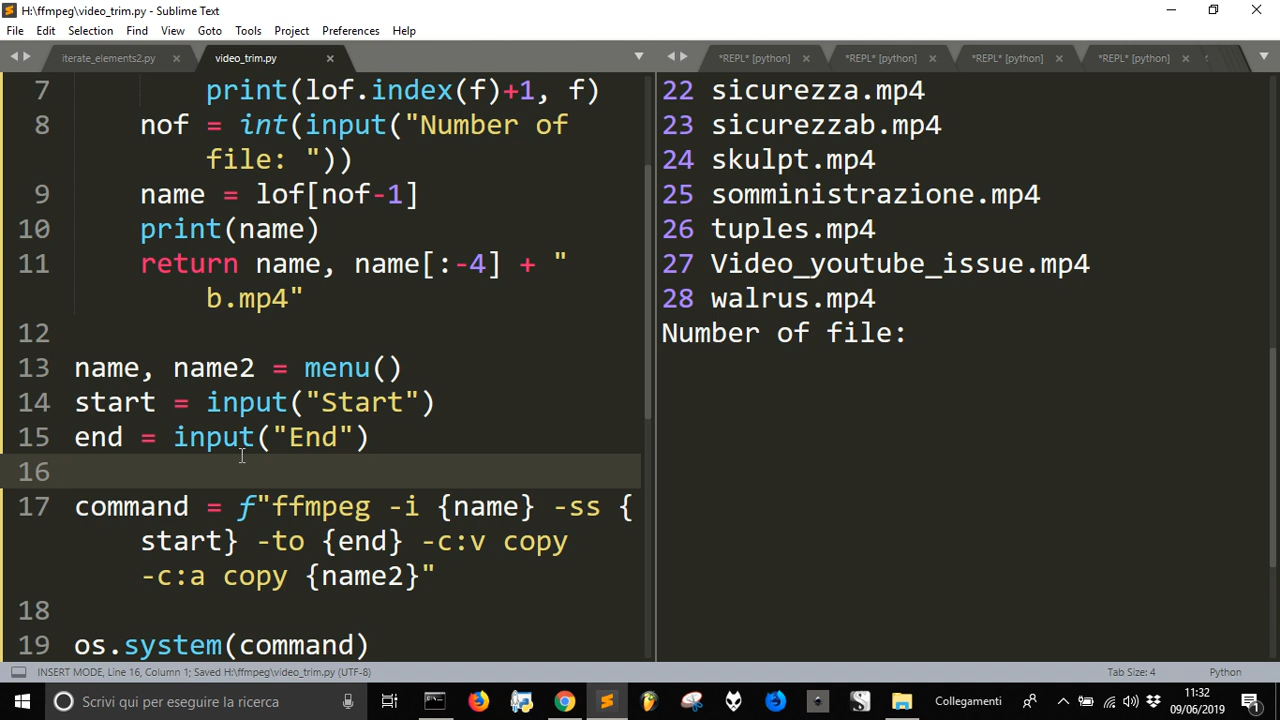 H:\ffmpeg\video_trim.py - Sublime Text
File Edit Selection Find View Goto Tools Project Preferences Help
iterate_elements2.py × video_trim.py ×
*REPL* [python] × *REPL* [python] × *REPL* [python] × *REPL* [python] ×
7 print(lof.index(f)+1, f)
8 nof = int(input("Number of
file: "))
9 name = lof[nof-1]
10 print(name)
11 return name, name[:-4] + "
b.mp4"
12
13 name, name2 = menu()
14 start = input("Start")
15 end = input("End")
16
17 command = f"ffmpeg -i {name} -ss {
start} -to {end} -c:v copy
-c:a copy {name2}"
18
19 os.system(command)
22 sicurezza.mp4
23 sicurezzab.mp4
24 skulpt.mp4
25 somministrazione.mp4
26 tuples.mp4
27 Video_youtube_issue.mp4
28 walrus.mp4
Number of file:
INSERT MODE, Line 16, Column 1; Saved H:\ffmpeg\video_trim.py (UTF-8)
Tab Size: 4
Python
Scrivi qui per eseguire la ricerca
Collegamenti
11:32
09/06/2019
1